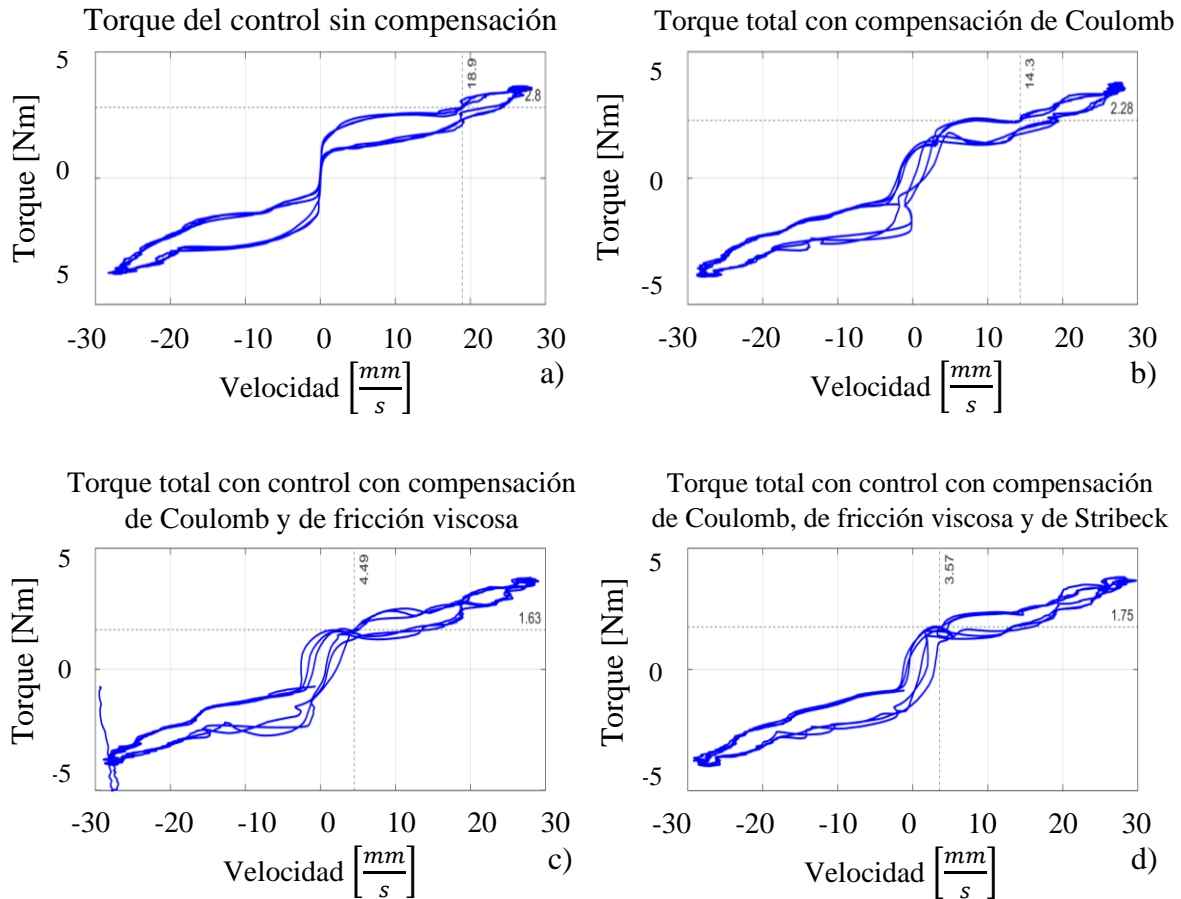 Torque del control sin compensación
5
18.9
2.8
0
5
Torque [Nm]
-30 -20 -10 0 10 20 30
Velocidad [mm/s]
a)
Torque total con compensación de Coulomb
5
14.3
2.28
0
-5
Torque [Nm]
-30 -20 -10 0 10 20 30
Velocidad [mm/s]
b)
Torque total con control con compensación
de Coulomb y de fricción viscosa
5
4.49
1.63
0
-5
Torque [Nm]
-30 -20 -10 0 10 20 30
Velocidad [mm/s]
c)
Torque total con control con compensación
de Coulomb, de fricción viscosa y de Stribeck
5
3.57
1.75
0
-5
Torque [Nm]
-30 -20 -10 0 10 20 30
Velocidad [mm/s]
d)